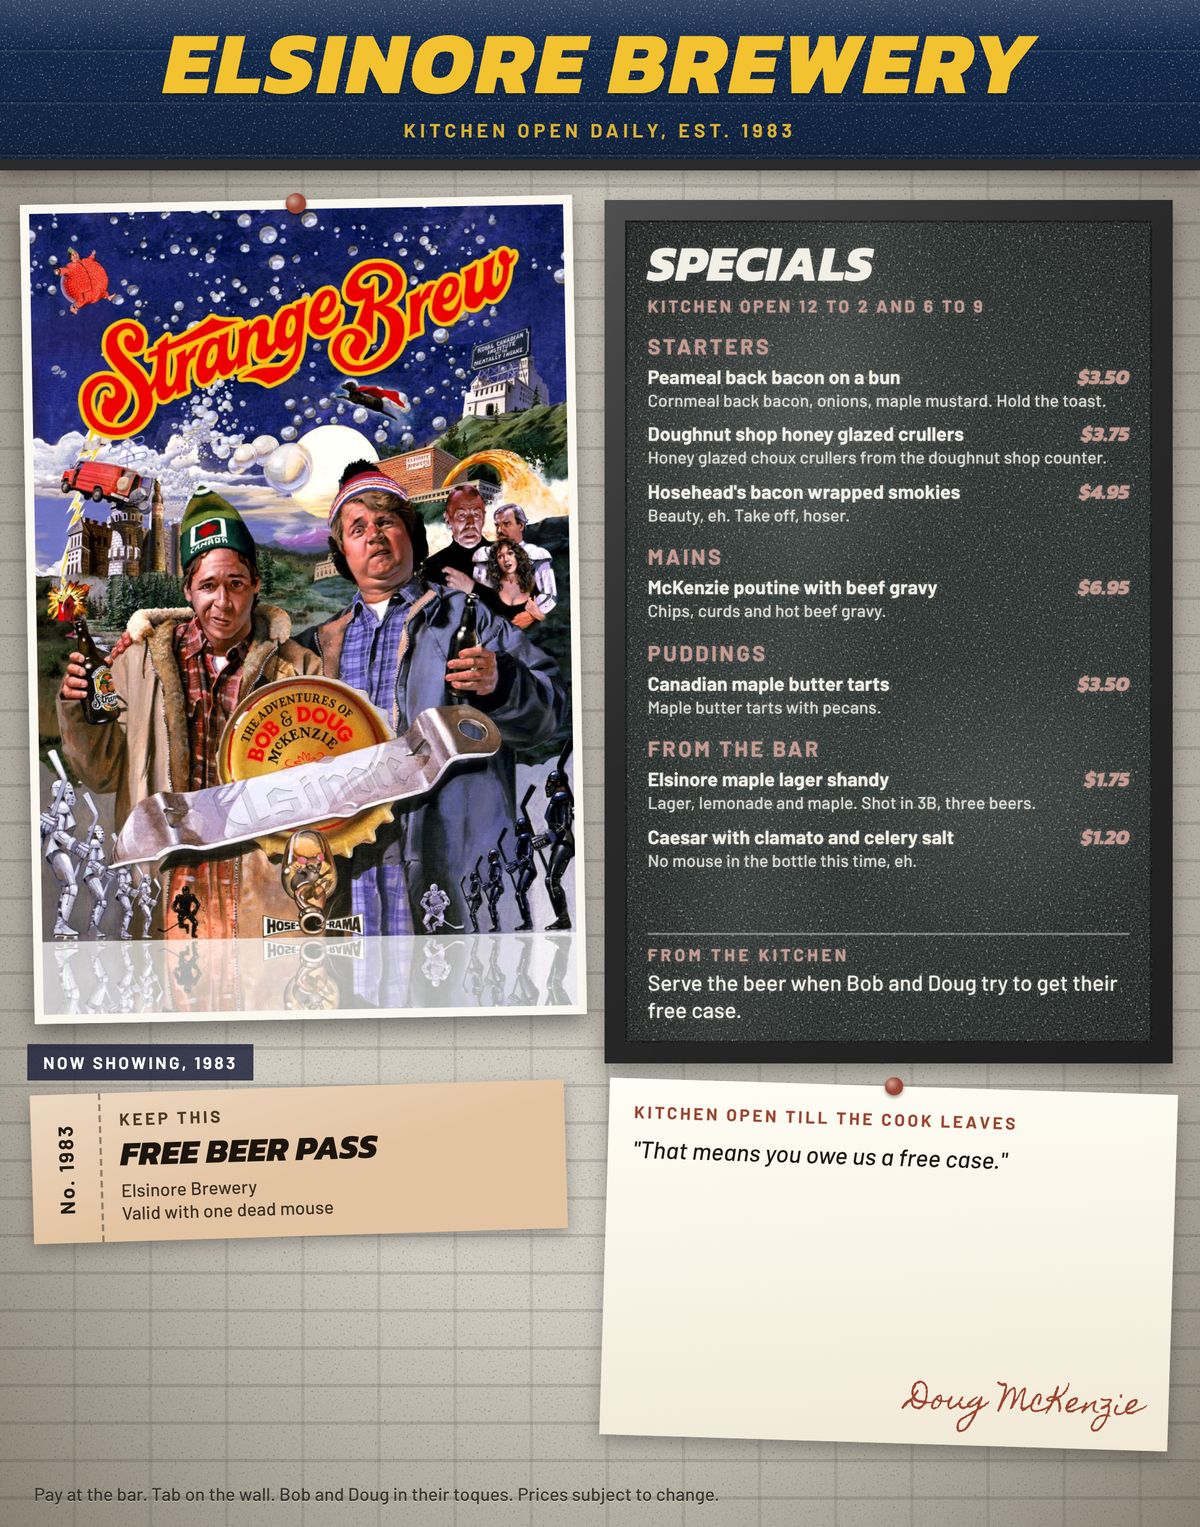 ELSINORE BREWERY
KITCHEN OPEN DAILY, EST. 1983
Strange Brew
ROYAL CANADIAN
INSTITUTE
MENTALLY INSANE
ELSINORE
BREWERY
CANADA
THE ADVENTURES OF
BOB & DOUG
McKENZIE
Elsinore
HOSE-O-RAMA
NOW SHOWING, 1983
No. 1983
KEEP THIS
FREE BEER PASS
Elsinore Brewery
Valid with one dead mouse
SPECIALS
KITCHEN OPEN 12 TO 2 AND 6 TO 9
STARTERS
Peameal back bacon on a bun $3.50
Cornmeal back bacon, onions, maple mustard. Hold the toast.
Doughnut shop honey glazed crullers $3.75
Honey glazed choux crullers from the doughnut shop counter.
Hosehead's bacon wrapped smokies $4.95
Beauty, eh. Take off, hoser.
MAINS
McKenzie poutine with beef gravy $6.95
Chips, curds and hot beef gravy.
PUDDINGS
Canadian maple butter tarts $3.50
Maple butter tarts with pecans.
FROM THE BAR
Elsinore maple lager shandy $1.75
Lager, lemonade and maple. Shot in 3B, three beers.
Caesar with clamato and celery salt $1.20
No mouse in the bottle this time, eh.
FROM THE KITCHEN
Serve the beer when Bob and Doug try to get their
free case.
KITCHEN OPEN TILL THE COOK LEAVES
"That means you owe us a free case."
Doug McKenzie
Pay at the bar. Tab on the wall. Bob and Doug in their toques. Prices subject to change.